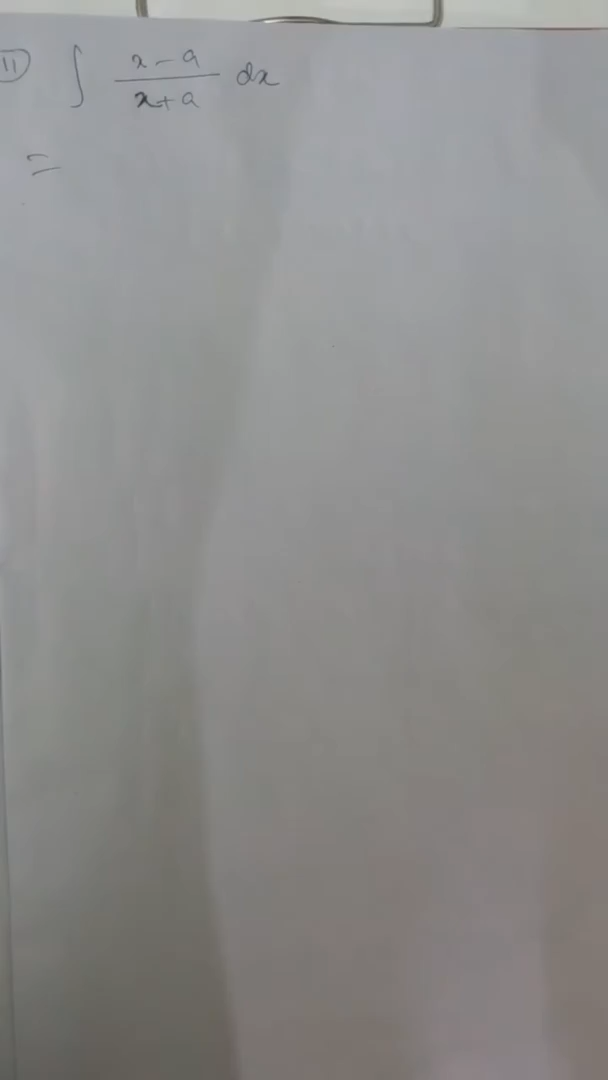 11 ∫ x - a / x + a dx
=